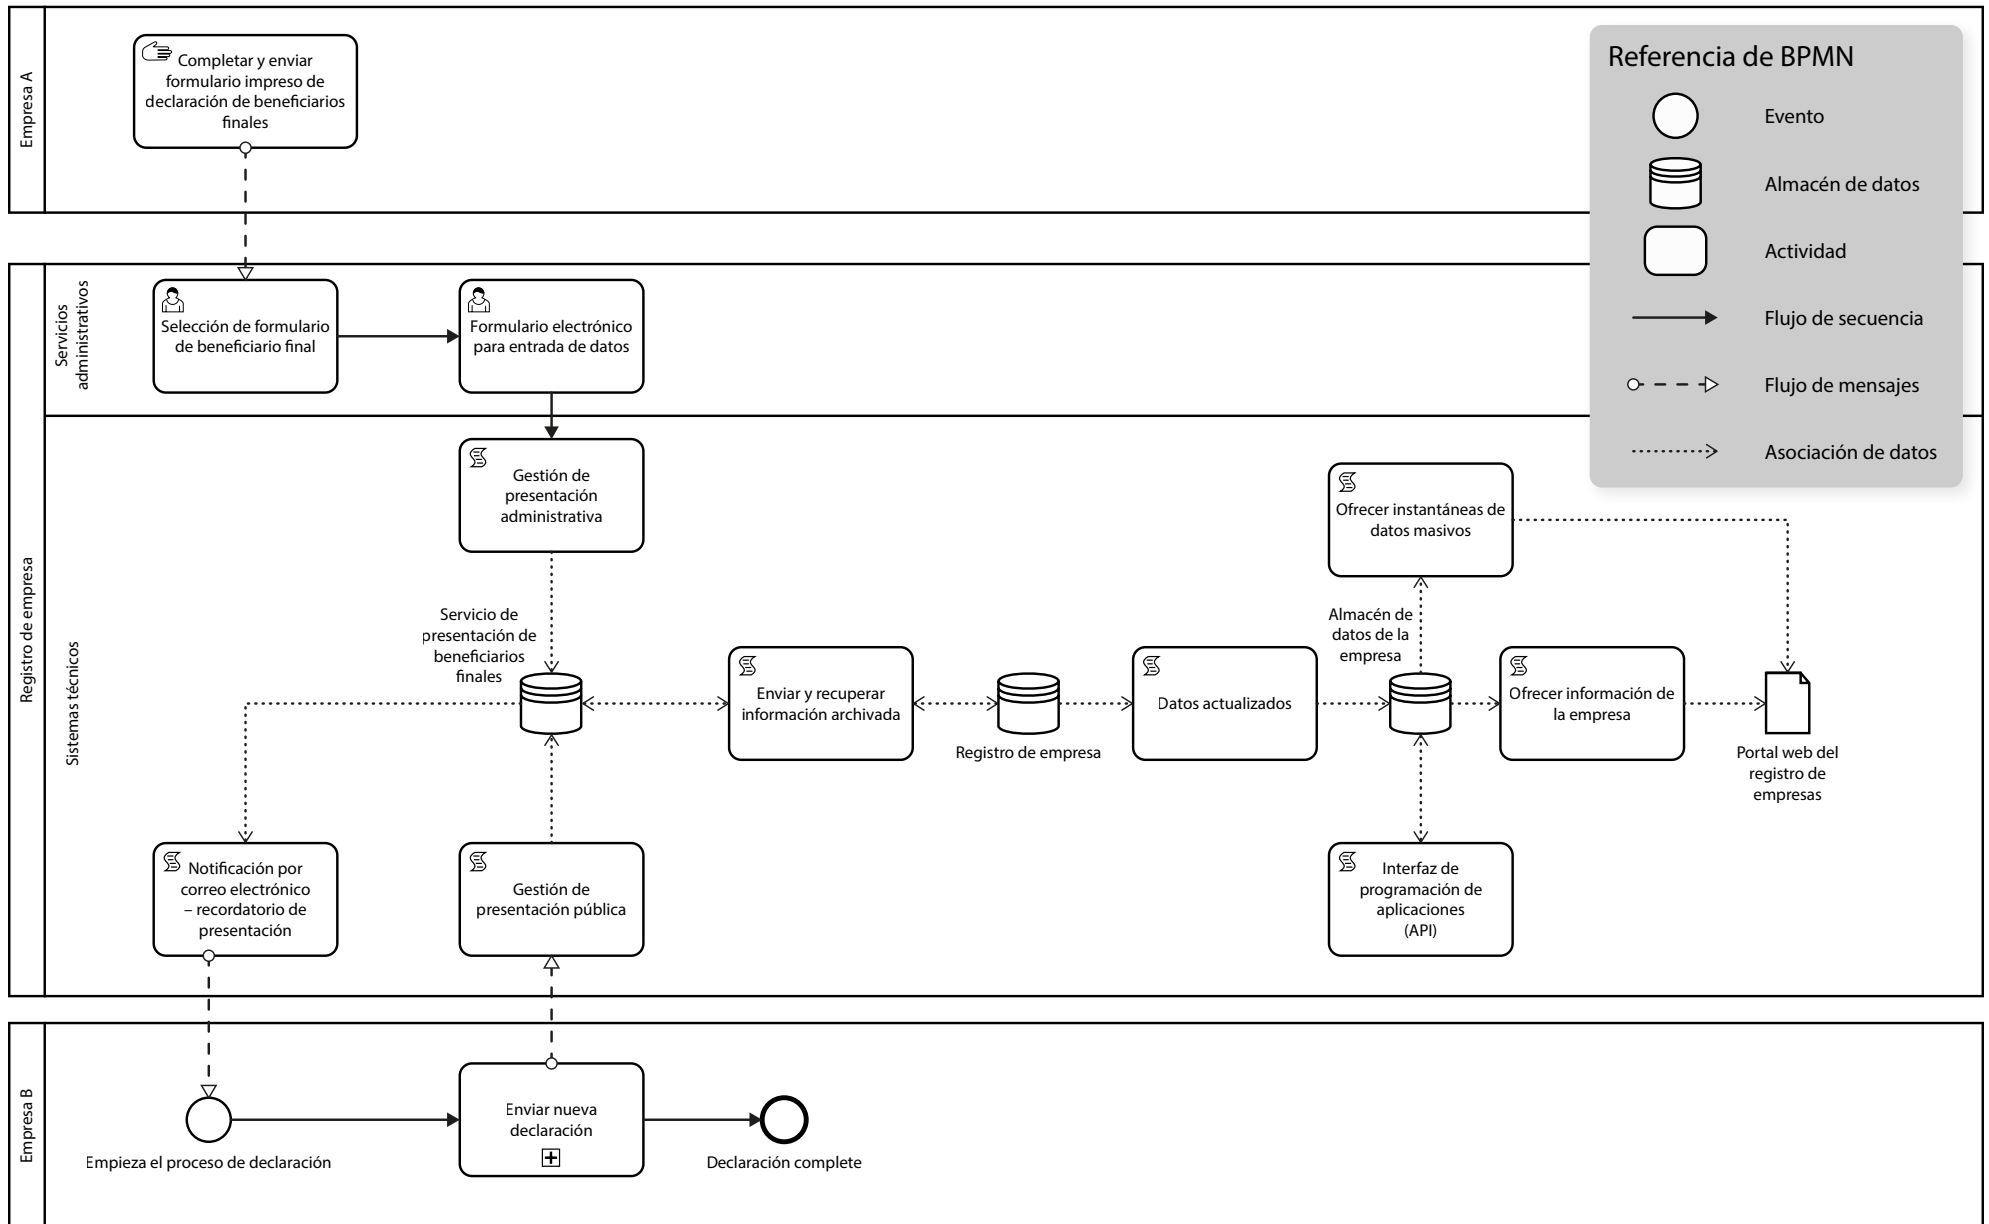 Empresa A
Completar y enviar
formulario impreso de
declaración de beneficiarios
finales
Referencia de BPMN
Evento
Almacén de datos
Actividad
Flujo de secuencia
Flujo de mensajes
Asociación de datos
Registro de empresa
Servicios
administrativos
Selección de formulario
de beneficiario final
Formulario electrónico
para entrada de datos
Sistemas técnicos
Gestión de
presentación
administrativa
Servicio de
presentación de
beneficiarios
finales
Enviar y recuperar
información archivada
Registro de empresa
Datos actualizados
Almacén de
datos de la
empresa
Ofrecer instantáneas de
datos masivos
Ofrecer información de
la empresa
Portal web del
registro de
empresas
Notificación por
correo electrónico
– recordatorio de
presentación
Gestión de
presentación pública
Interfaz de
programación de
aplicaciones
(API)
Empresa B
Empieza el proceso de declaración
Enviar nueva
declaración
Declaración complete